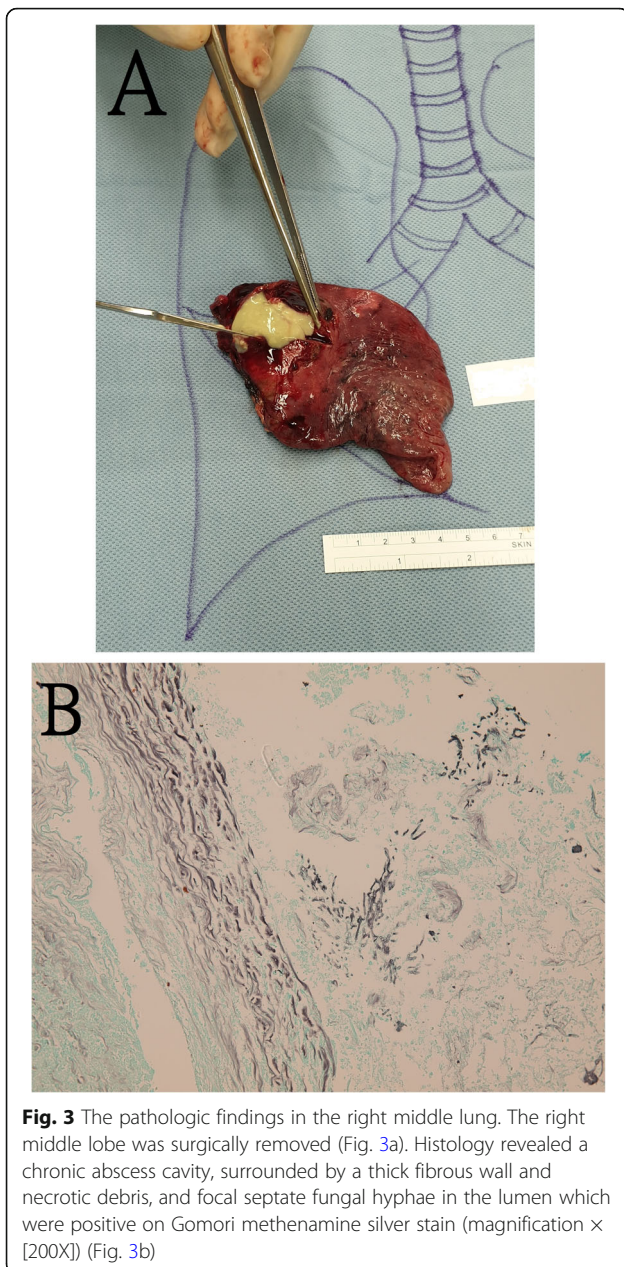 A
1 2 3 4 5 6 7
SKIN
1 2
B
Fig. 3 The pathologic findings in the right middle lung. The right
middle lobe was surgically removed (Fig. 3a). Histology revealed a
chronic abscess cavity, surrounded by a thick fibrous wall and
necrotic debris, and focal septate fungal hyphae in the lumen which
were positive on Gomori methenamine silver stain (magnification ×
[200X]) (Fig. 3b)